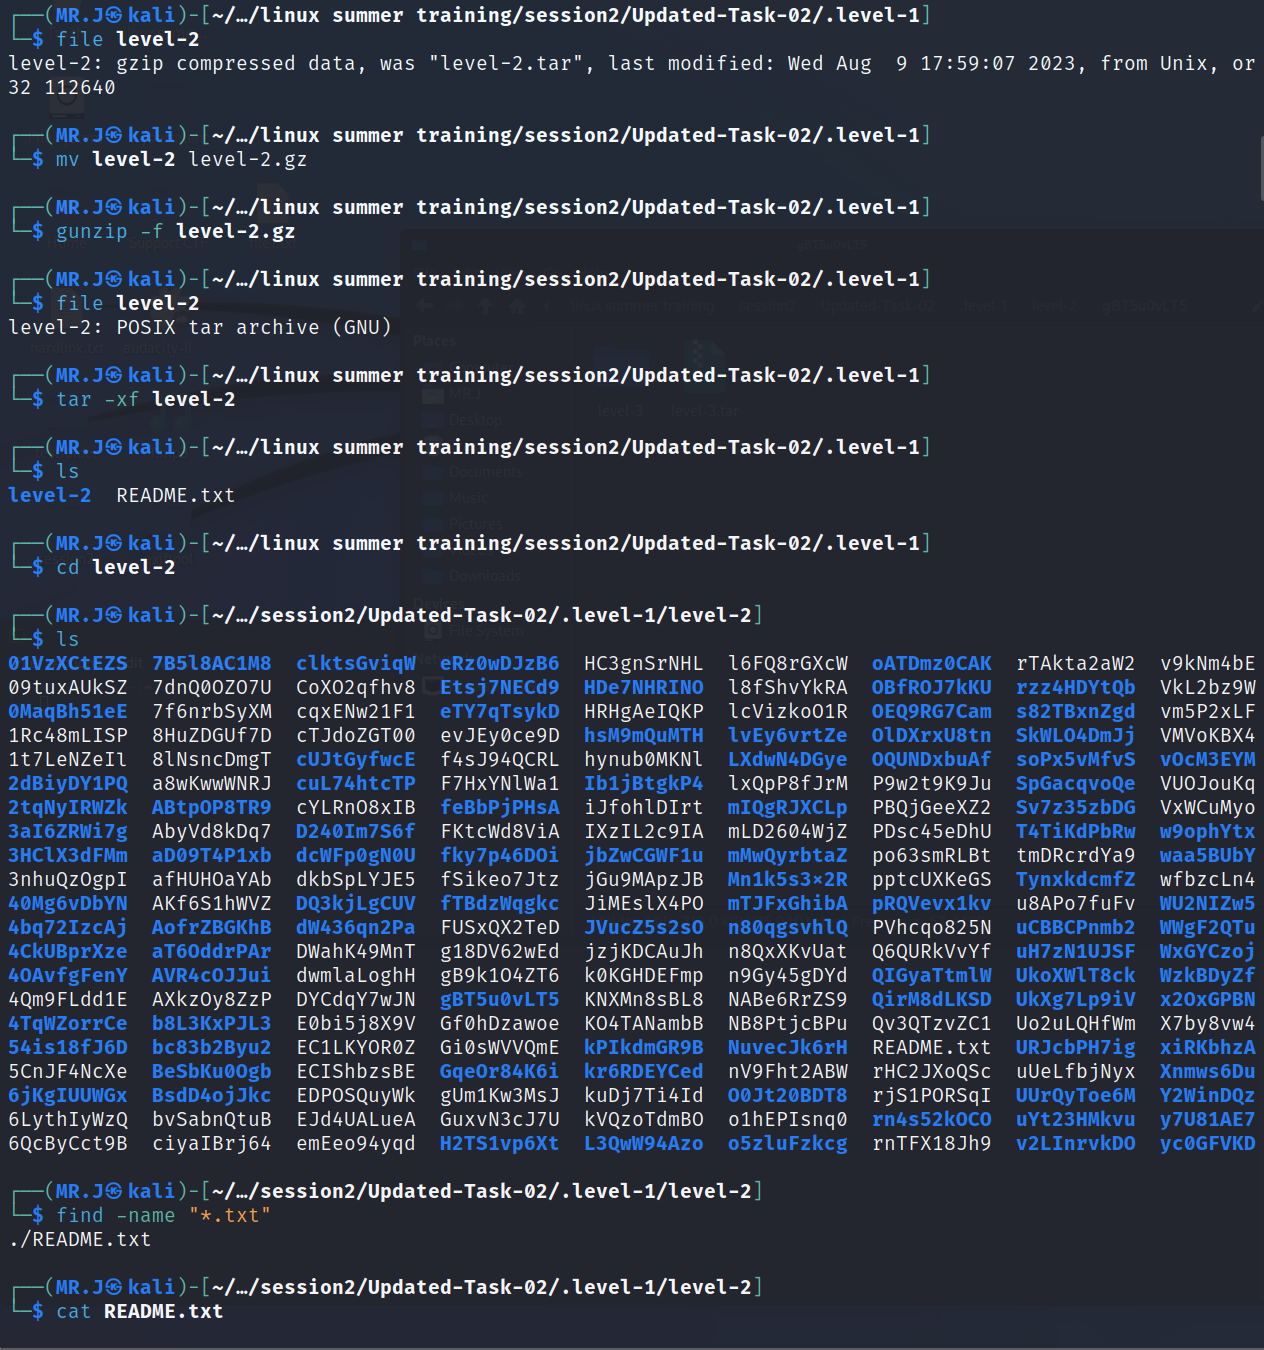 ┌──(MR.J㉿kali)-[~/…/linux summer training/session2/Updated-Task-02/.level-1]
└─$ file level-2
level-2: gzip compressed data, was "level-2.tar", last modified: Wed Aug  9 17:59:07 2023, from Unix, or
32 112640
┌──(MR.J㉿kali)-[~/…/linux summer training/session2/Updated-Task-02/.level-1]
└─$ mv level-2 level-2.gz
┌──(MR.J㉿kali)-[~/…/linux summer training/session2/Updated-Task-02/.level-1]
└─$ gunzip -f level-2.gz
┌──(MR.J㉿kali)-[~/…/linux summer training/session2/Updated-Task-02/.level-1]
└─$ file level-2
level-2: POSIX tar archive (GNU)
┌──(MR.J㉿kali)-[~/…/linux summer training/session2/Updated-Task-02/.level-1]
└─$ tar -xf level-2
┌──(MR.J㉿kali)-[~/…/linux summer training/session2/Updated-Task-02/.level-1]
└─$ ls
level-2  README.txt
┌──(MR.J㉿kali)-[~/…/linux summer training/session2/Updated-Task-02/.level-1]
└─$ cd level-2
┌──(MR.J㉿kali)-[~/…/session2/Updated-Task-02/.level-1/level-2]
└─$ ls
01VzXCtEZS  7B5l8AC1M8  clktsGviqW  eRz0wDJzB6  HC3gnSrNHL  l6FQ8rGXcW  oATDmz0CAK  rTAkta2aW2  v9kNm4bE
09tuxAUkSZ  7dnQ0OZO7U  CoXO2qfhv8  Etsj7NECd9  HDe7NHRINO  l8fShvYkRA  OBfROJ7kKU  rzz4HDYtQb  VkL2bz9W
0MaqBh51eE  7f6nrbSyXM  cqxENw21F1  eTY7qTsykD  HRHgAeIQKP  lcVizkoO1R  OEQ9RG7Cam  s82TBxnZgd  vm5P2xLF
1Rc48mLISP  8HuZDGUf7D  cTJdoZGT00  evJEy0ce9D  hsM9mQuMTH  lvEy6vrtZe  OlDXrxU8tn  SkWLO4DmJj  VMVoKBX4
1t7LeNZeIl  8lNsncDmgT  cUJtGyfwcE  f4sJ94QCRL  hynub0MKNl  LXdwN4DGye  OQUNDxbuAf  soPx5vMfvS  vOcM3EYM
2dBiyDY1PQ  a8wKwwWNRJ  cuL74htcTP  F7HxYNlWa1  Ib1jBtgkP4  lxQpP8fJrM  P9w2t9K9Ju  SpGacqvoQe  VUOJouKq
2tqNyIRWZk  ABtpOP8TR9  cYLRnO8xIB  feBbPjPHsA  iJfohlDIrt  mIQgRJXCLp  PBQjGeeXZ2  Sv7z35zbDG  VxWCuMyo
3aI6ZRWi7g  AbyVd8kDq7  D240Im7S6f  FKtcWd8ViA  IXzIL2c9IA  mLD2604WjZ  PDsc45eDhU  T4TiKdPbRw  w9ophYtx
3HClX3dFMm  aD09T4P1xb  dcWFp0gN0U  fky7p46DOi  jbZwCGWF1u  mMwQyrbtaZ  po63smRLBt  tmDRcrdYa9  waa5BUbY
3nhuQzOgpI  afHUHOaYAb  dkbSpLYJE5  fSikeo7Jtz  jGu9MApzJB  Mn1k5s3×2R  pptcUXKeGS  TynxkdcmfZ  wfbzcLn4
40Mg6vDbYN  AKf6S1hWVZ  DQ3kjLgCUV  fTBdzWqgkc  JiMEslX4PO  mTJFxGhibA  pRQVevx1kv  u8APo7fuFv  WU2NIZw5
4bq72IzcAj  AofrZBGKhB  dW436qn2Pa  FUSxQX2TeD  JVucZ5s2sO  n80qgsvhlQ  PVhcqo825N  uCBBCPnmb2  WWgF2QTu
4CkUBprXze  aT6OddrPAr  DWahK49MnT  g18DV62wEd  jzjKDCAuJh  n8QxXKvUat  Q6QURkVvYf  uH7zN1UJSF  WxGYCzoj
4OAvfgFenY  AVR4cOJJui  dwmlaLoghH  gB9k1O4ZT6  k0KGHDEFmp  n9Gy45gDYd  QIGyaTtmlW  UkoXWlT8ck  WzkBDyZf
4Qm9FLdd1E  AXkzOy8ZzP  DYCdqY7wJN  gBT5u0vLT5  KNXMn8sBL8  NABe6RrZS9  QirM8dLKSD  UkXg7Lp9iV  x2OxGPBN
4TqWZorrCe  b8L3KxPJL3  E0bi5j8X9V  Gf0hDzawoe  KO4TANambB  NB8PtjcBPu  Qv3QTzvZC1  Uo2uLQHfWm  X7by8vw4
54is18fJ6D  bc83b2Byu2  EC1LKYOR0Z  Gi0sWVVQmE  kPIkdmGR9B  NuvecJk6rH  README.txt  URJcbPH7ig  xiRKbhzA
5CnJF4NcXe  BeSbKu0Ogb  ECIShbzsBE  GqeOr84K6i  kr6RDEYCed  nV9Fht2ABW  rHC2JXoQSc  uUeLfbjNyx  Xnmws6Du
6jKgIUUWGx  BsdD4ojJkc  EDPOSQuyWk  gUm1Kw3MsJ  kuDj7Ti4Id  O0Jt20BDT8  rjS1PORSqI  UUrQyToe6M  Y2WinDQz
6LythIyWzQ  bvSabnQtuB  EJd4UALueA  GuxvN3cJ7U  kVQzoTdmBO  o1hEPIsnq0  rn4s52kOCO  uYt23HMkvu  y7U81AE7
6QcByCct9B  ciyaIBrj64  emEeo94yqd  H2TS1vp6Xt  L3QwW94Azo  o5zluFzkcg  rnTFX18Jh9  v2LInrvkDO  yc0GFVKD
┌──(MR.J㉿kali)-[~/…/session2/Updated-Task-02/.level-1/level-2]
└─$ find -name "*.txt"
./README.txt
┌──(MR.J㉿kali)-[~/…/session2/Updated-Task-02/.level-1/level-2]
└─$ cat README.txt